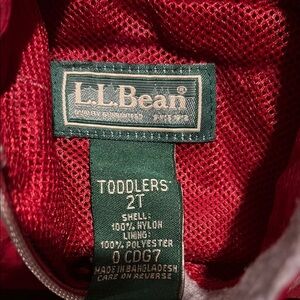 L.L.Bean®
TODDLERS'
2T
SHELL:
100% NYLON
LINING:
100% POLYESTER
0 CDG7
MADE IN BANGLADESH
CARE ON REVERSE